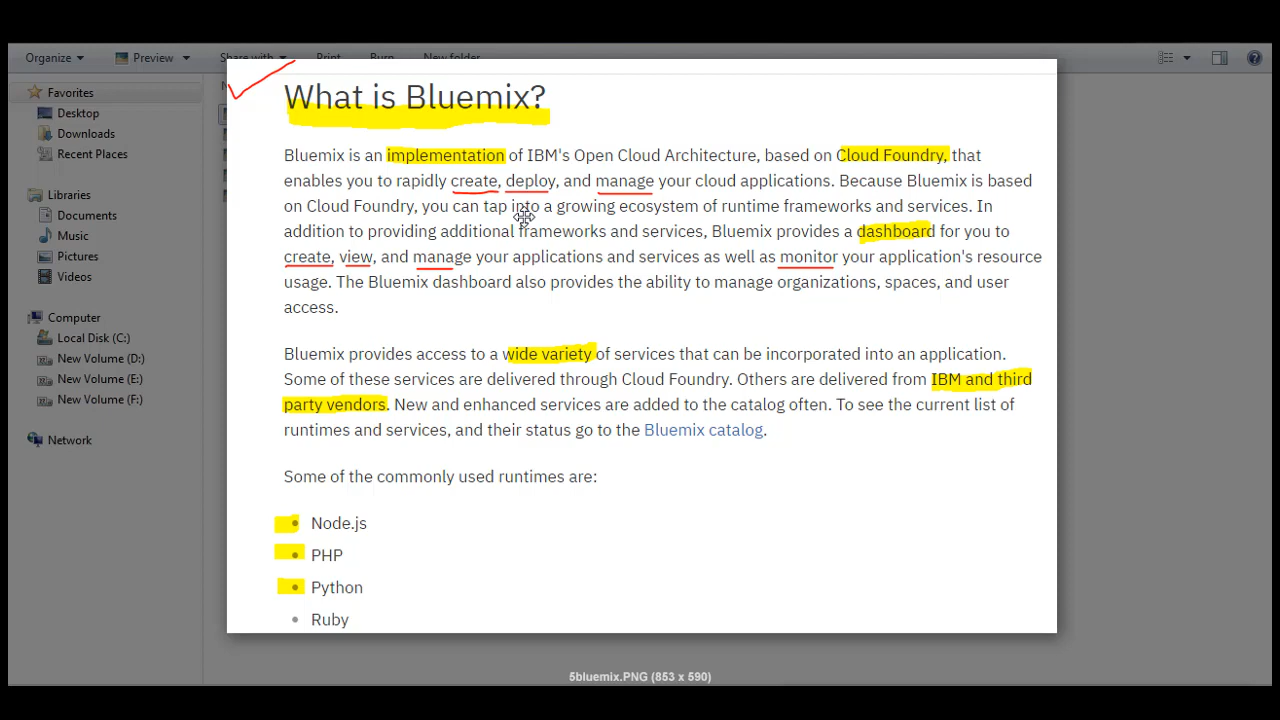 Organize
Preview
Share with
Print
Burn
New folder
Favorites
Desktop
Downloads
Recent Places
Libraries
Documents
Music
Pictures
Videos
Computer
Local Disk (C:)
New Volume (D:)
New Volume (E:)
New Volume (F:)
Network
What is Bluemix?
Bluemix is an implementation of IBM's Open Cloud Architecture, based on Cloud Foundry, that
enables you to rapidly create, deploy, and manage your cloud applications. Because Bluemix is based
on Cloud Foundry, you can tap into a growing ecosystem of runtime frameworks and services. In
addition to providing additional frameworks and services, Bluemix provides a dashboard for you to
create, view, and manage your applications and services as well as monitor your application's resource
usage. The Bluemix dashboard also provides the ability to manage organizations, spaces, and user
access.
Bluemix provides access to a wide variety of services that can be incorporated into an application.
Some of these services are delivered through Cloud Foundry. Others are delivered from IBM and third
party vendors. New and enhanced services are added to the catalog often. To see the current list of
runtimes and services, and their status go to the Bluemix catalog.
Some of the commonly used runtimes are:
• Node.js
• PHP
• Python
• Ruby
5bluemix.PNG (853 x 590)